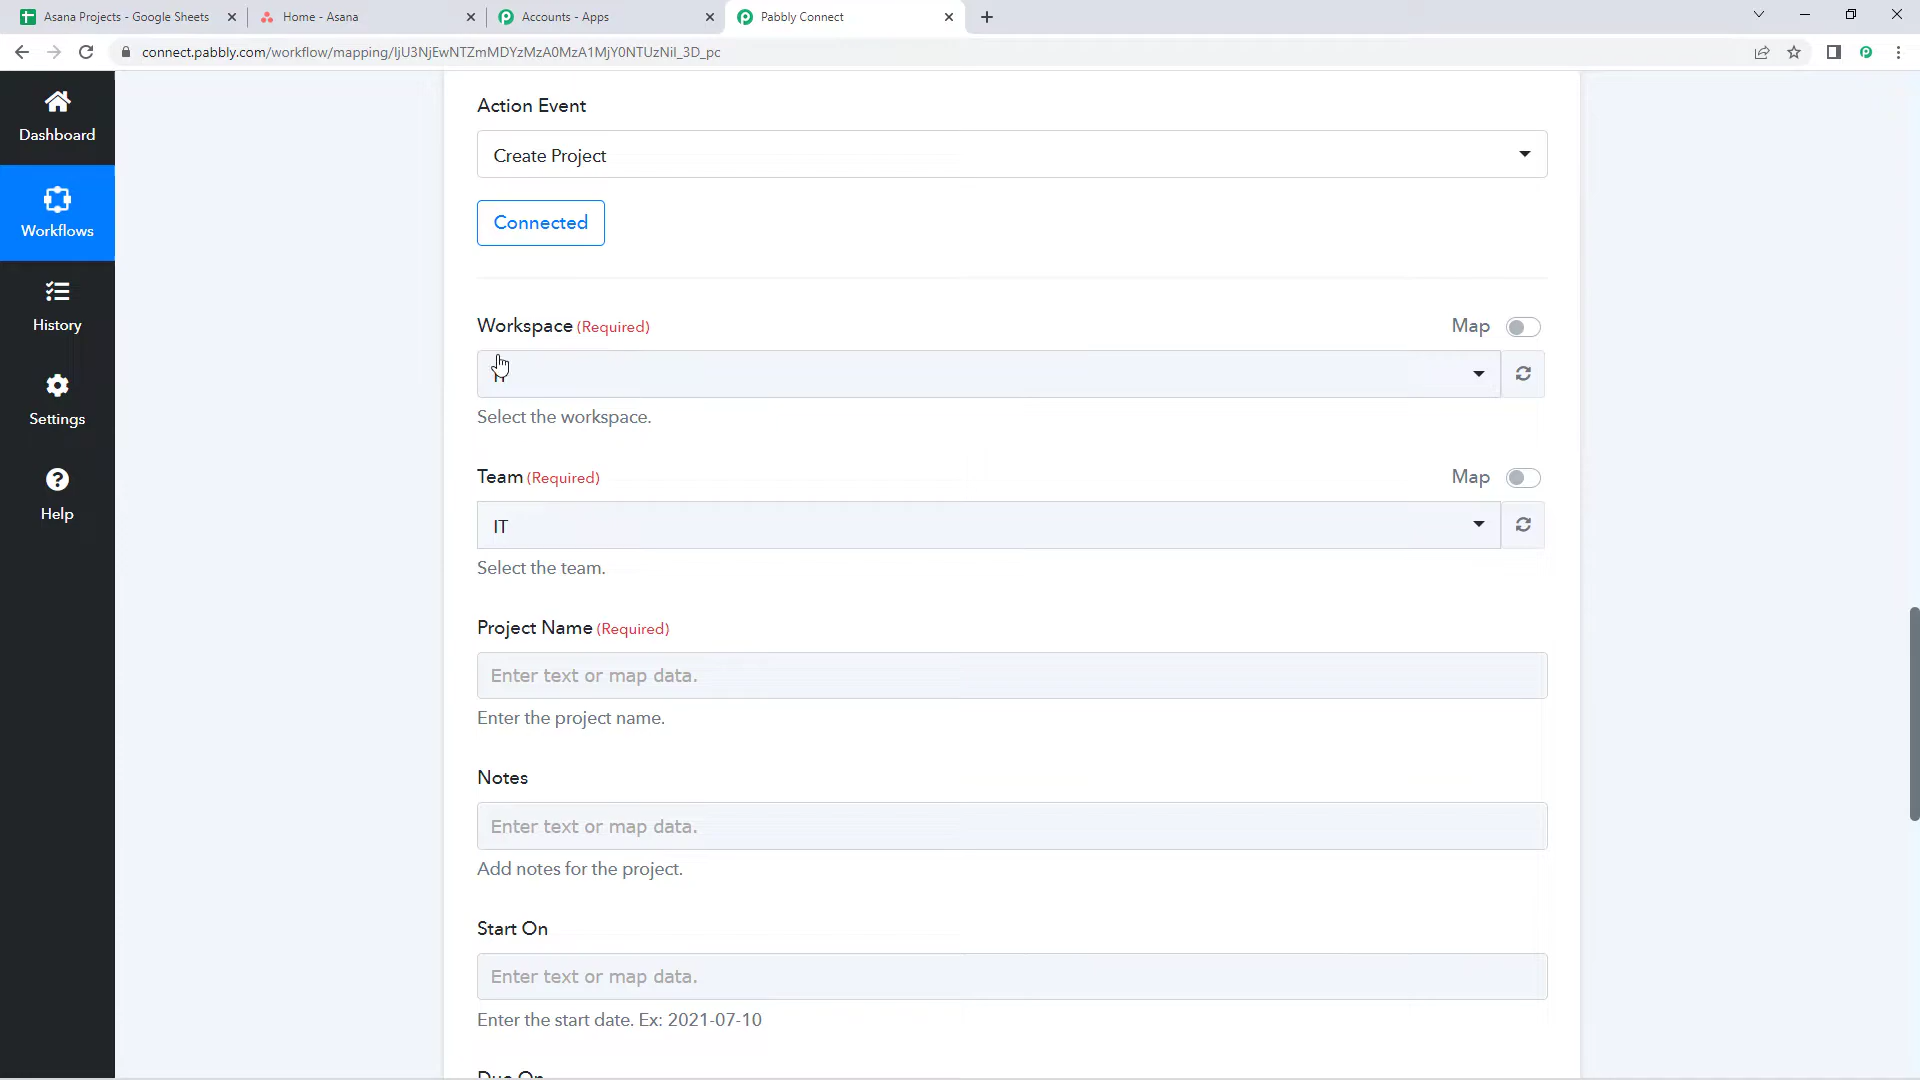 Asana Projects - Google Sheets
Home - Asana
Accounts - Apps
Pabbly Connect
connect.pabbly.com/workflow/mapping/IjU3NjEwNTZmMDYzMzA0MzA1MjY0NTUzNiI_3D_pc
Dashboard
Workflows
History
Settings
Help
Action Event
Create Project
Connected
Workspace (Required)
Map
Select the workspace.
Team (Required)
Map
IT
Select the team.
Project Name (Required)
Enter text or map data.
Enter the project name.
Notes
Enter text or map data.
Add notes for the project.
Start On
Enter text or map data.
Enter the start date. Ex: 2021-07-10
Due On